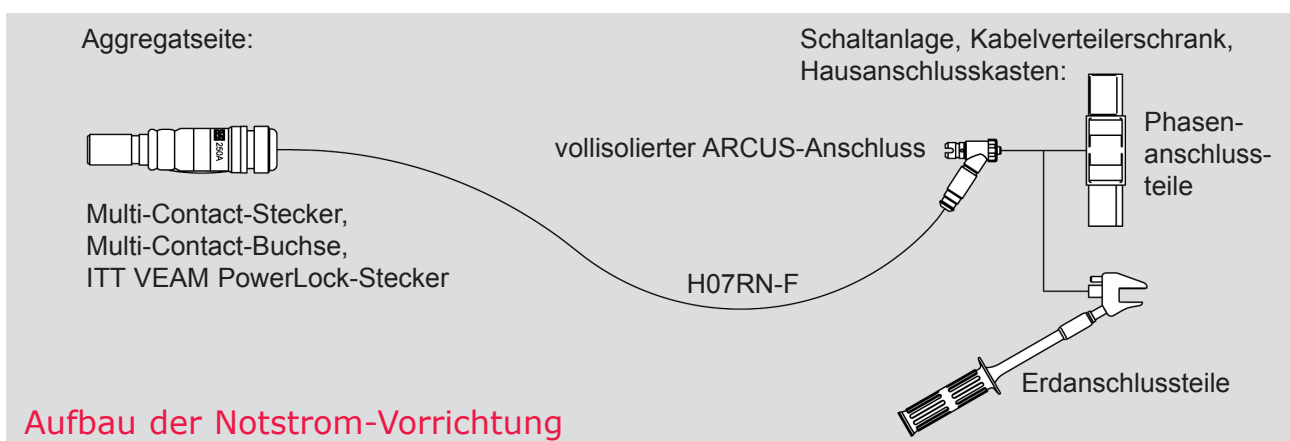 Aggregatseite:
Schaltanlage, Kabelverteilerschrank,
Hausanschlusskasten:
250A
vollisolierter ARCUS-Anschluss
Phasen-
anschluss-
teile
Multi-Contact-Stecker,
Multi-Contact-Buchse,
ITT VEAM PowerLock-Stecker
H07RN-F
Erdanschlussteile
Aufbau der Notstrom-Vorrichtung